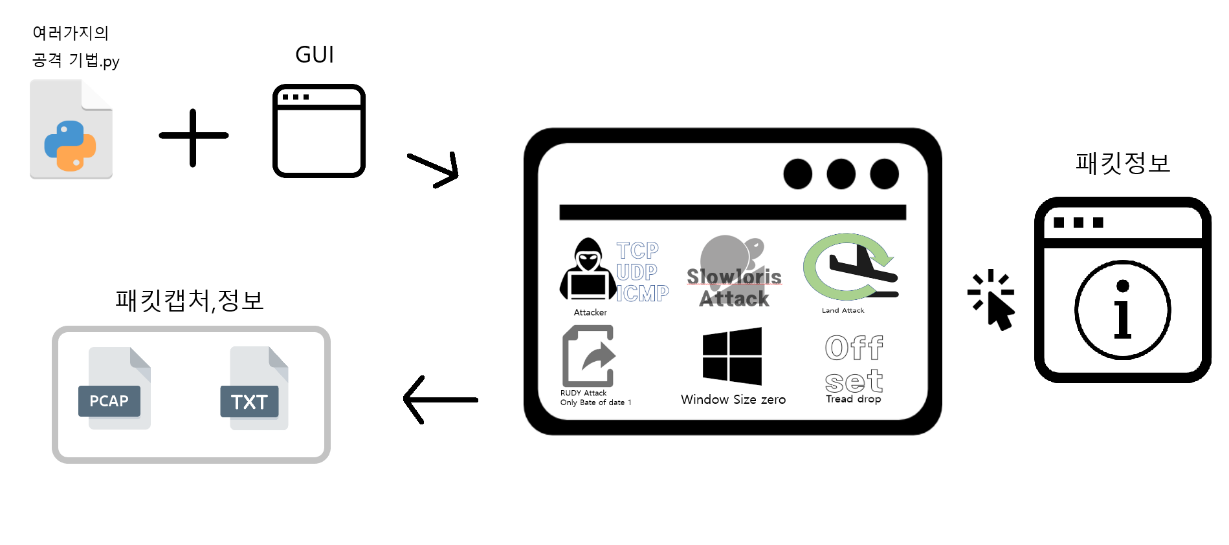 여러가지의
공격 기법.py
GUI
패킷정보
TCP
UDP
ICMP
Attacker
Slowloris
Attack
Land Attack
RUDY Attack
Only Bate of date 1
Window Size zero
Off
set
Tread drop
i
패킷캡처,정보
PCAP
TXT